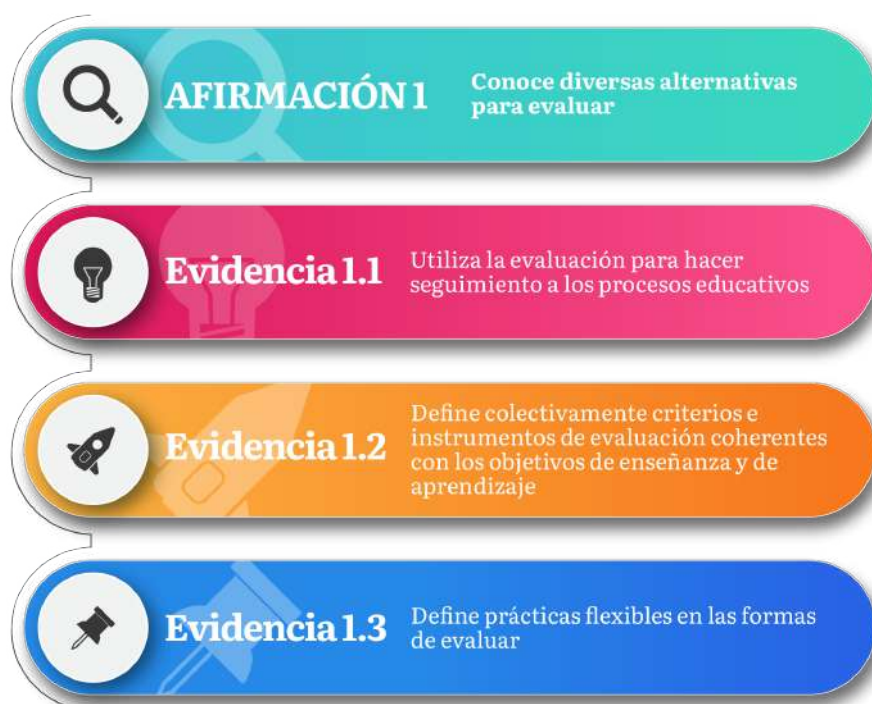 AFIRMACIÓN 1
Conoce diversas alternativas
para evaluar
Evidencia 1.1
Utiliza la evaluación para hacer
seguimiento a los procesos educativos
Evidencia 1.2
Define colectivamente criterios e
instrumentos de evaluación coherentes
con los objetivos de enseñanza y de
aprendizaje
Evidencia 1.3
Define prácticas flexibles en las formas
de evaluar